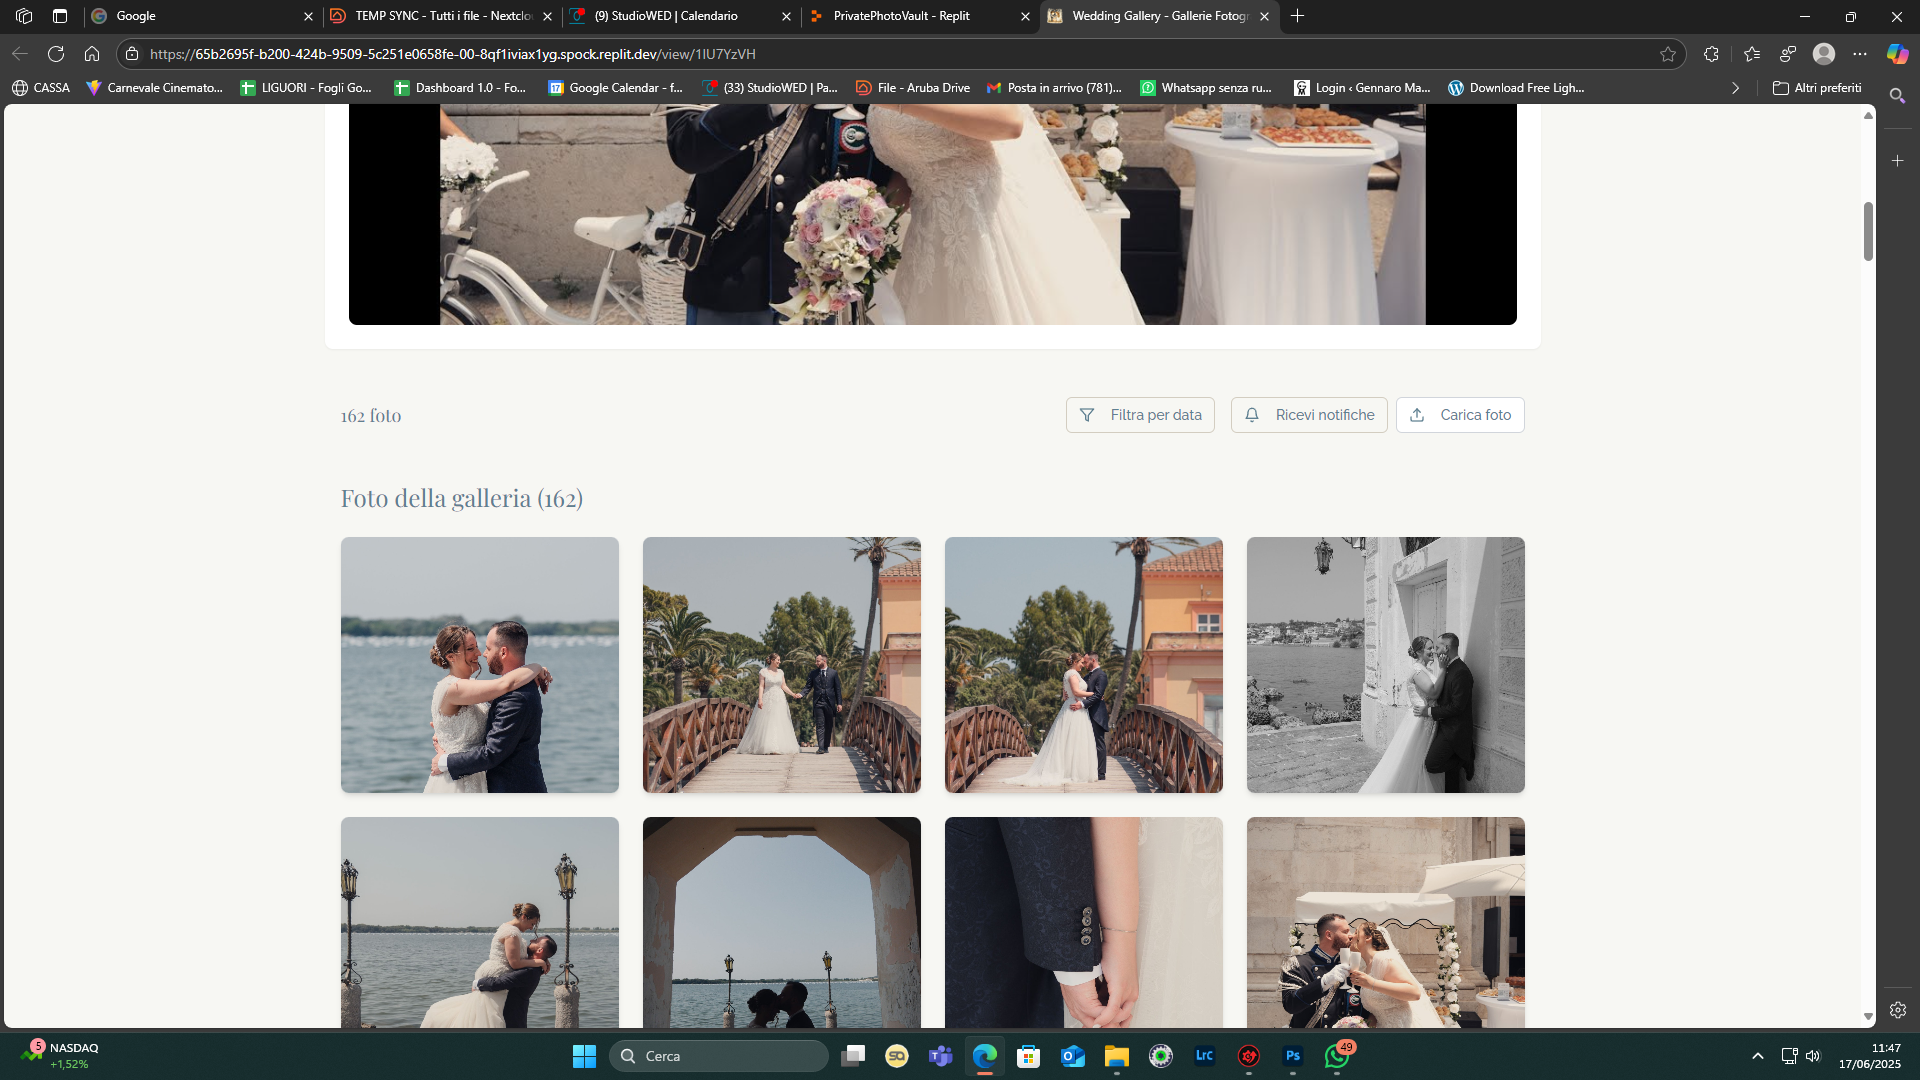 Google
TEMP SYNC - Tutti i file - Nextclo
(9) StudioWED | Calendario
PrivatePhotoVault - Replit
Wedding Gallery - Gallerie Fotogr
https://65b2695f-b200-424b-9509-5c251e0658fe-00-8qf1iviax1yg.spock.replit.dev/view/1IU7YzVH
CASSA
Carnevale Cinemato...
LIGUORI - Fogli Go...
Dashboard 1.0 - Fo...
Google Calendar - f...
(33) StudioWED | Pa...
File - Aruba Drive
Posta in arrivo (781)...
Whatsapp senza ru...
Login ‹ Gennaro Ma...
Download Free Ligh...
Altri preferiti
162 foto
Filtra per data
Ricevi notifiche
Carica foto
Foto della galleria (162)
5
NASDAQ
+1,52%
Cerca
SQ
LrC
Ps
49
11:47
17/06/2025